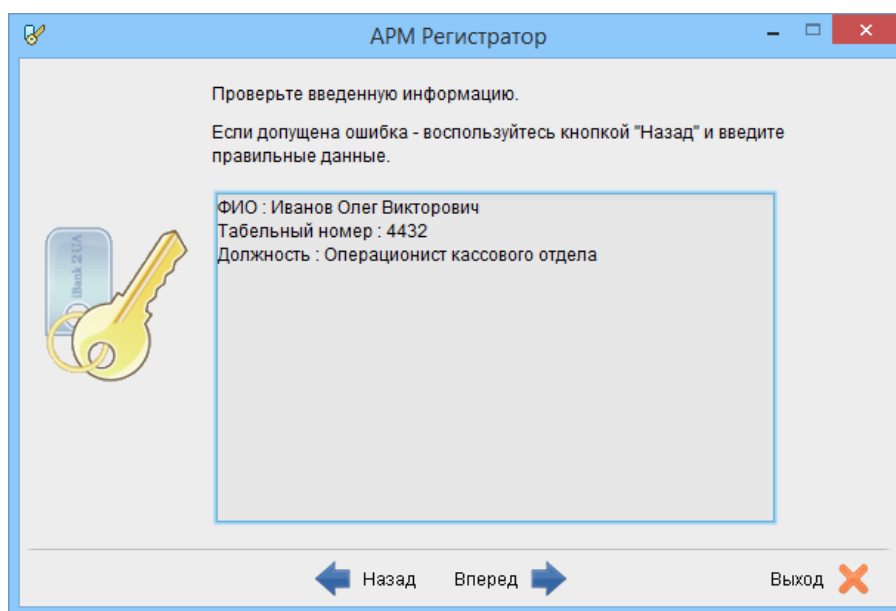 АРМ Регистратор
Проверьте введенную информацию.
Если допущена ошибка - воспользуйтесь кнопкой "Назад" и введите
правильные данные.
ФИО : Иванов Олег Викторович
Табельный номер : 4432
Должность : Операционист кассового отдела
iBank 2 UA
Назад Вперед Выход